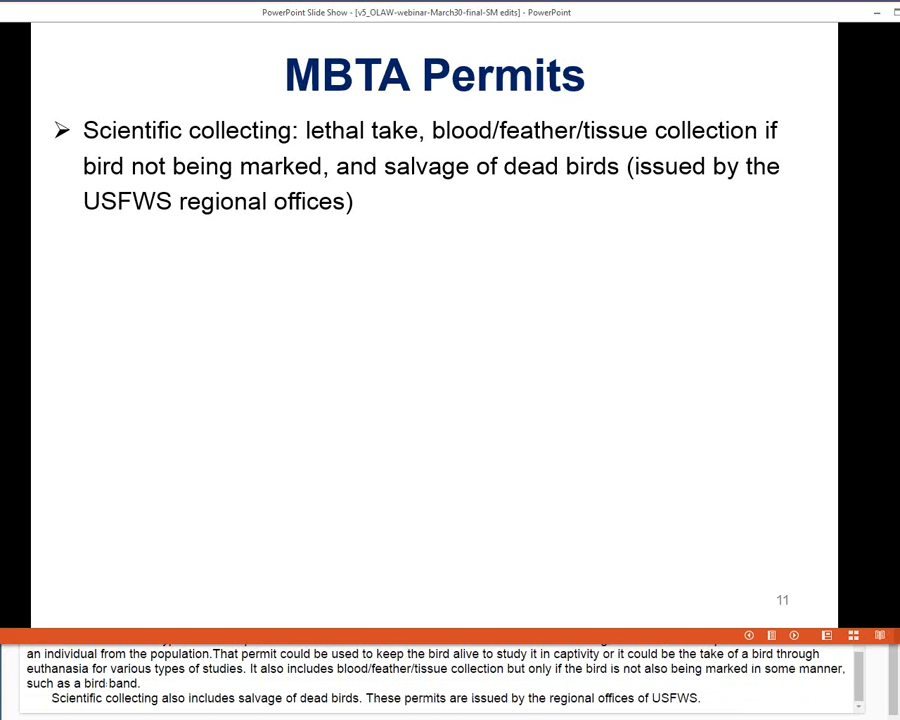 PowerPoint Slide Show - [v5_OLAW-webinar-March30-final-SM edits] - PowerPoint
MBTA Permits
Scientific collecting: lethal take, blood/feather/tissue collection if
bird not being marked, and salvage of dead birds (issued by the
USFWS regional offices)
11
an individual from the population.That permit could be used to keep the bird alive to study it in captivity or it could be the take of a bird through
euthanasia for various types of studies. It also includes blood/feather/tissue collection but only if the bird is not also being marked in some manner,
such as a bird band.
Scientific collecting also includes salvage of dead birds. These permits are issued by the regional offices of USFWS.